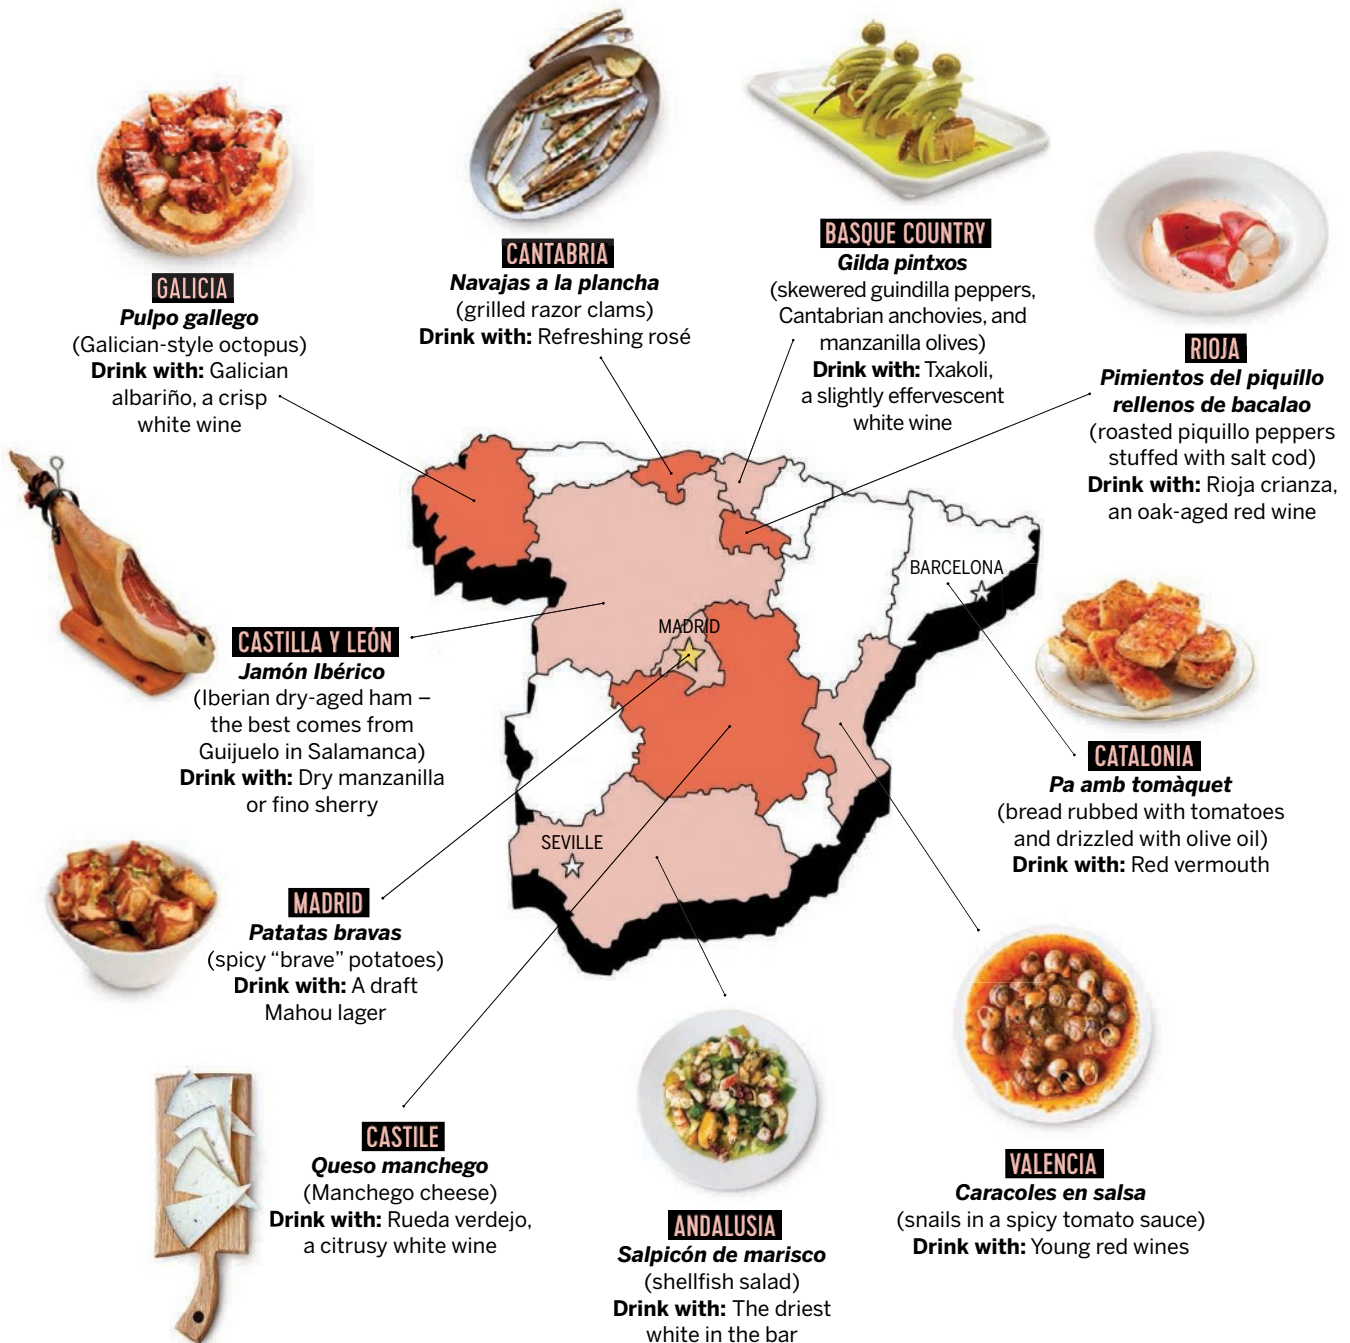 GALICIA
Pulpo gallego
(Galician-style octopus)
Drink with: Galician
albariño, a crisp
white wine
CANTABRIA
Navajas a la plancha
(grilled razor clams)
Drink with: Refreshing rosé
BASQUE COUNTRY
Gilda pintxos
(skewered guindilla peppers,
Cantabrian anchovies, and
manzanilla olives)
Drink with: Txakoli,
a slightly effervescent
white wine
RIOJA
Pimientos del piquillo
rellenos de bacalao
(roasted piquillo peppers
stuffed with salt cod)
Drink with: Rioja crianza,
an oak-aged red wine
BARCELONA
MADRID
SEVILLE
CASTILLA Y LEÓN
Jamón Ibérico
(Iberian dry-aged ham –
the best comes from
Guijuelo in Salamanca)
Drink with: Dry manzanilla
or fino sherry
CATALONIA
Pa amb tomàquet
(bread rubbed with tomatoes
and drizzled with olive oil)
Drink with: Red vermouth
MADRID
Patatas bravas
(spicy “brave” potatoes)
Drink with: A draft
Mahou lager
CASTILE
Queso manchego
(Manchego cheese)
Drink with: Rueda verdejo,
a citrusy white wine
ANDALUSIA
Salpicón de marisco
(shellfish salad)
Drink with: The driest
white in the bar
VALENCIA
Caracoles en salsa
(snails in a spicy tomato sauce)
Drink with: Young red wines